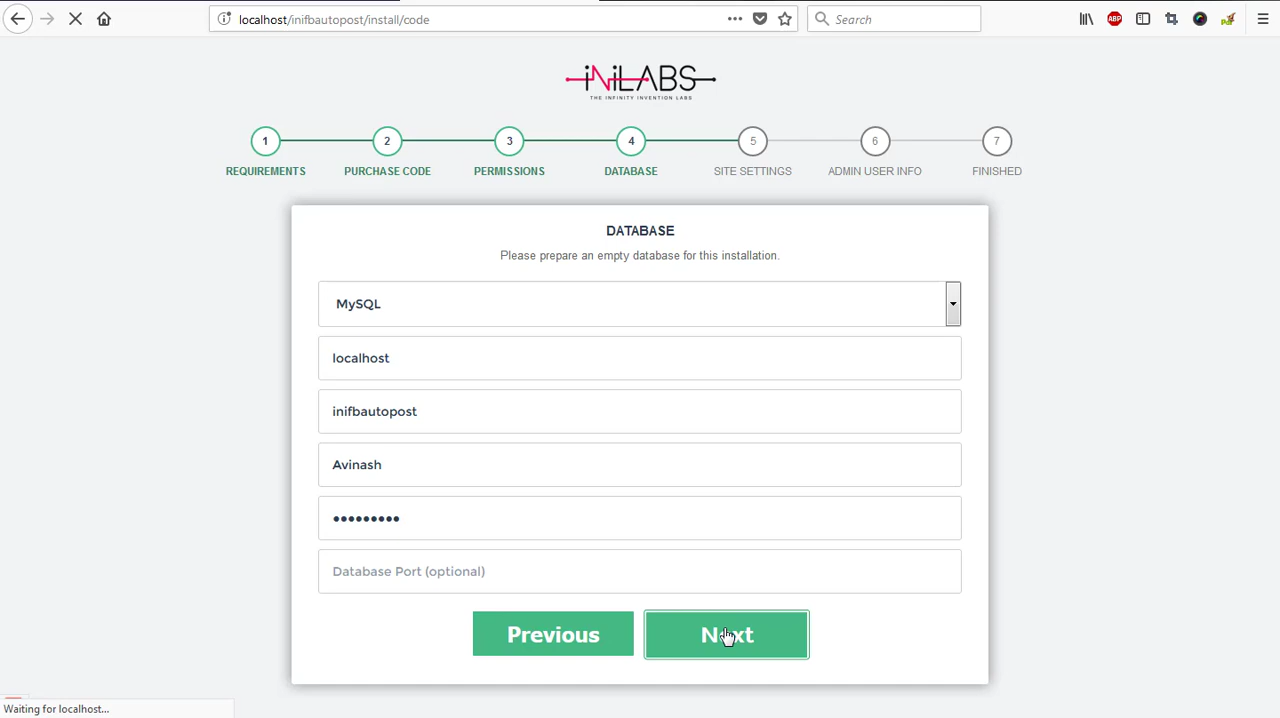 localhost/inifbautopost/install/code
Search
ABP
iNiLABS
THE INFINITY INVENTION LABS
1 2 3 4 5 6 7
REQUIREMENTS PURCHASE CODE PERMISSIONS DATABASE SITE SETTINGS ADMIN USER INFO FINISHED
DATABASE
Please prepare an empty database for this installation.
MySQL
localhost
inifbautopost
Avinash
•••••••••
Database Port (optional)
Previous Next
Waiting for localhost...